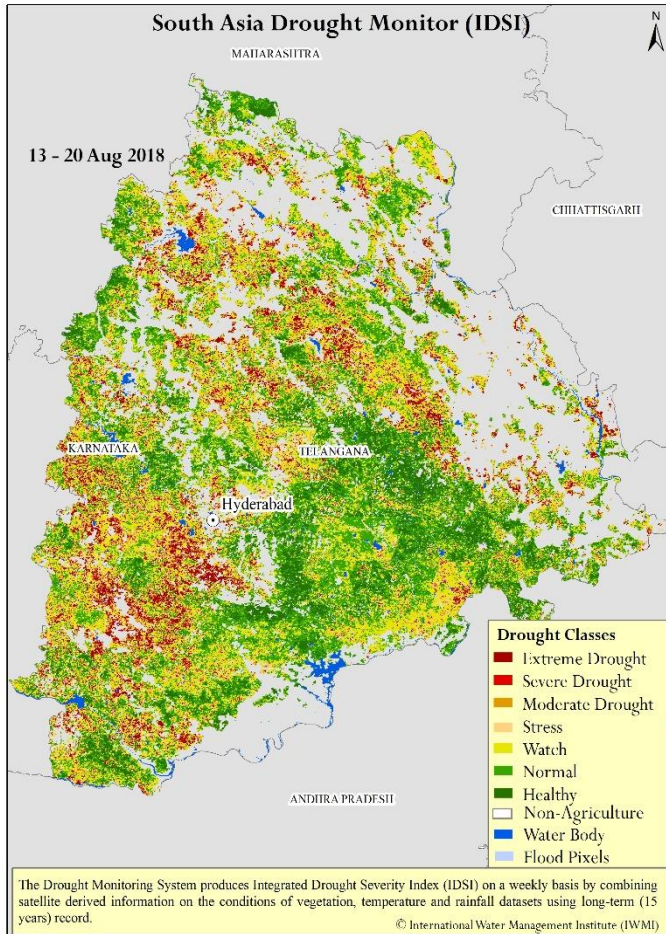 South Asia Drought Monitor (IDSI)
N
MAHARASHTRA
13 - 20 Aug 2018
CHHATTISGARH
KARNATAKA
TELANGANA
Hyderabad
ANDHRA PRADESH
Drought Classes
Extreme Drought
Severe Drought
Moderate Drought
Stress
Watch
Normal
Healthy
Non-Agriculture
Water Body
Flood Pixels
The Drought Monitoring System produces Integrated Drought Severity Index (IDSI) on a weekly basis by combining
satellite derived information on the conditions of vegetation, temperature and rainfall datasets using long-term (15
years) record.
© International Water Management Institute (IWMI)